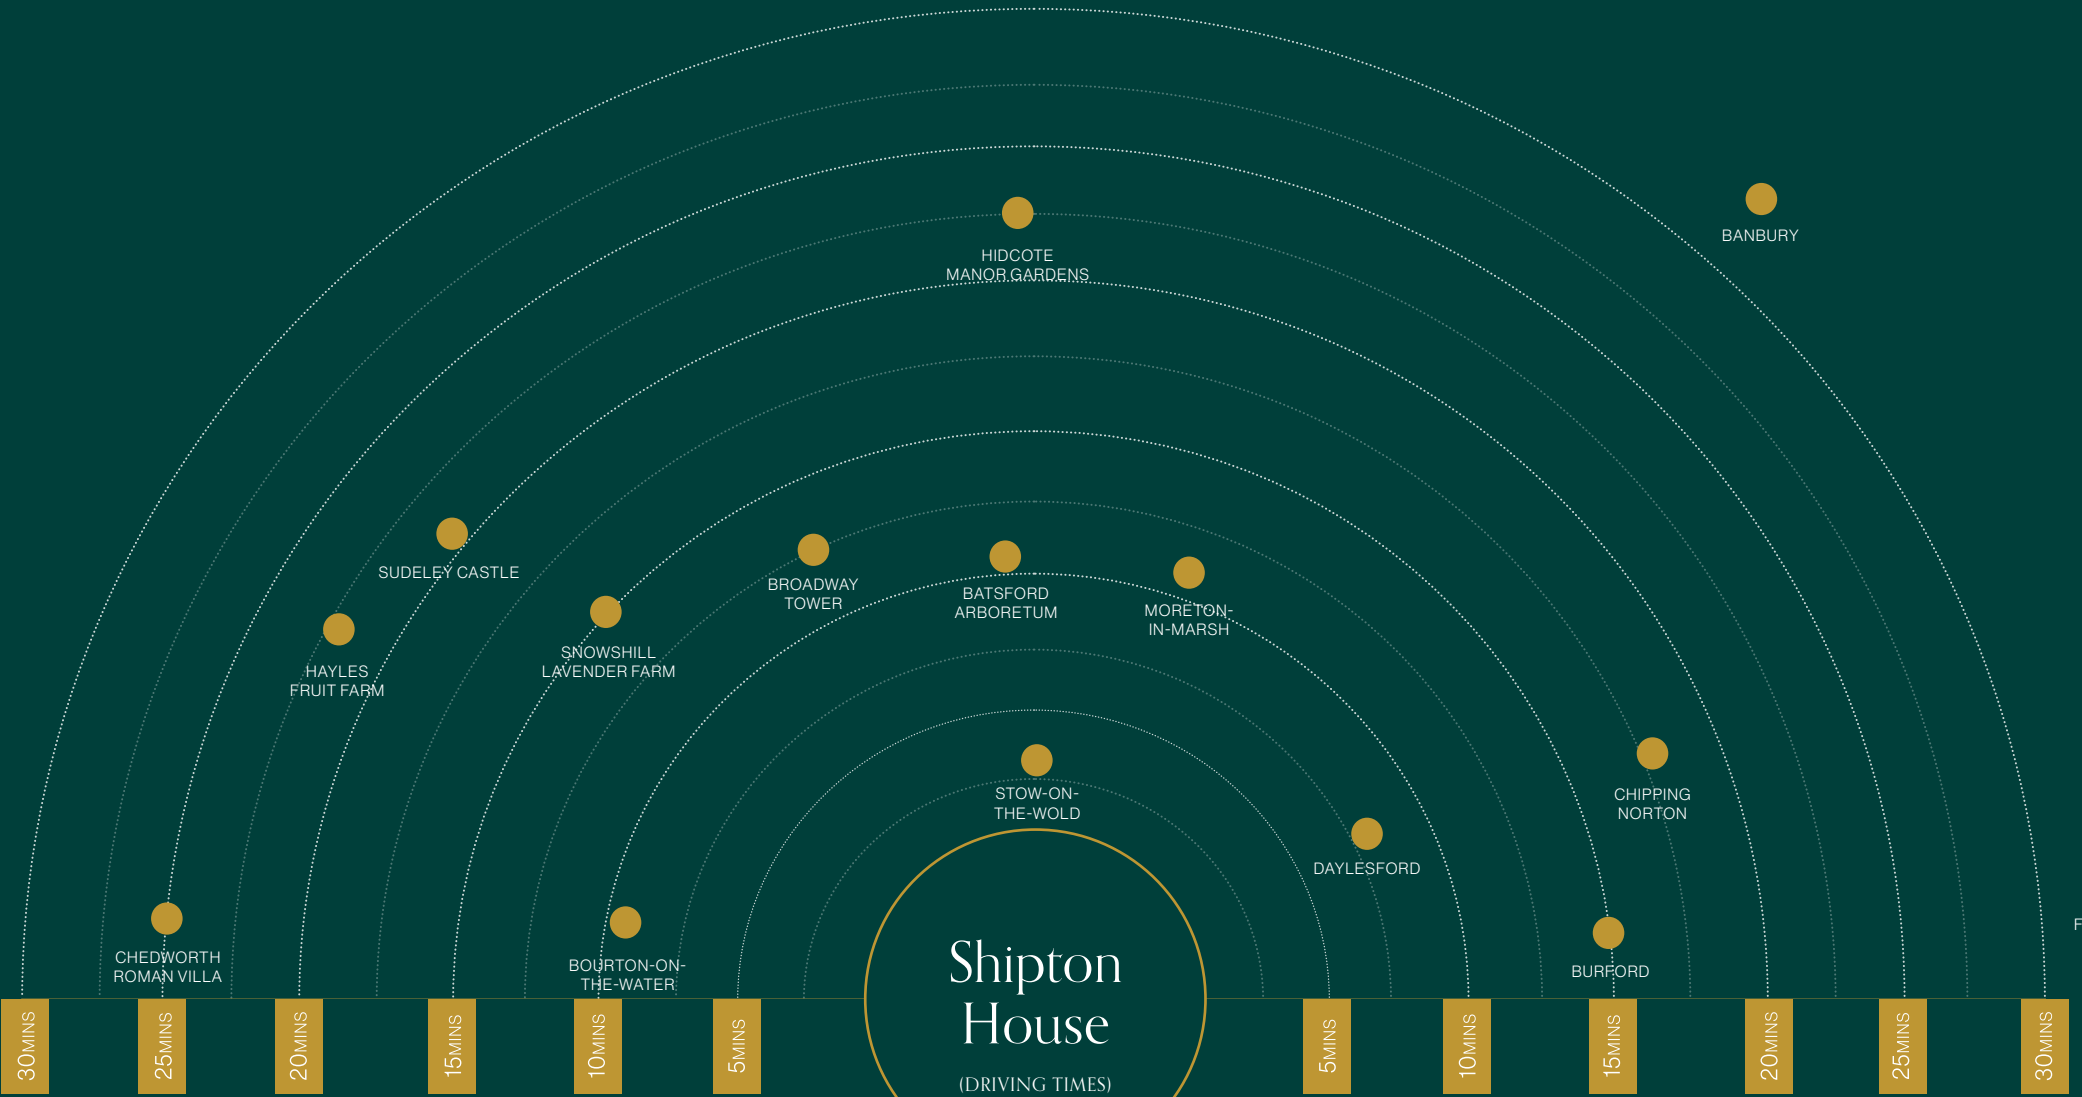 BANBURY
HIDCOTE
MANOR GARDENS
SUDELEY CASTLE
BROADWAY
TOWER
BATSFORD
ARBORETUM
MORETON-
IN-MARSH
SNOWSHILL
LAVENDER FARM
HAYLES
FRUIT FARM
STOW-ON-
THE-WOLD
CHIPPING
NORTON
DAYLESFORD
CHEDWORTH
ROMAN VILLA
BOURTON-ON-
THE-WATER
BURFORD
Shipton
House
(DRIVING TIMES)
30MINS
25MINS
20MINS
15MINS
10MINS
5MINS
5MINS
10MINS
15MINS
20MINS
25MINS
30MINS